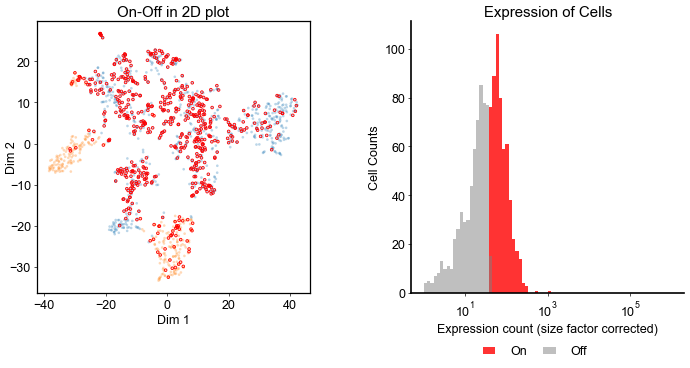 On-Off in 2D plot
Dim 2
20
10
0
−10
−20
−30
−40
−20
0
20
40
Dim 1
Expression of Cells
Cell Counts
100
80
60
40
20
0
10^1
10^3
10^5
Expression count (size factor corrected)
On Off